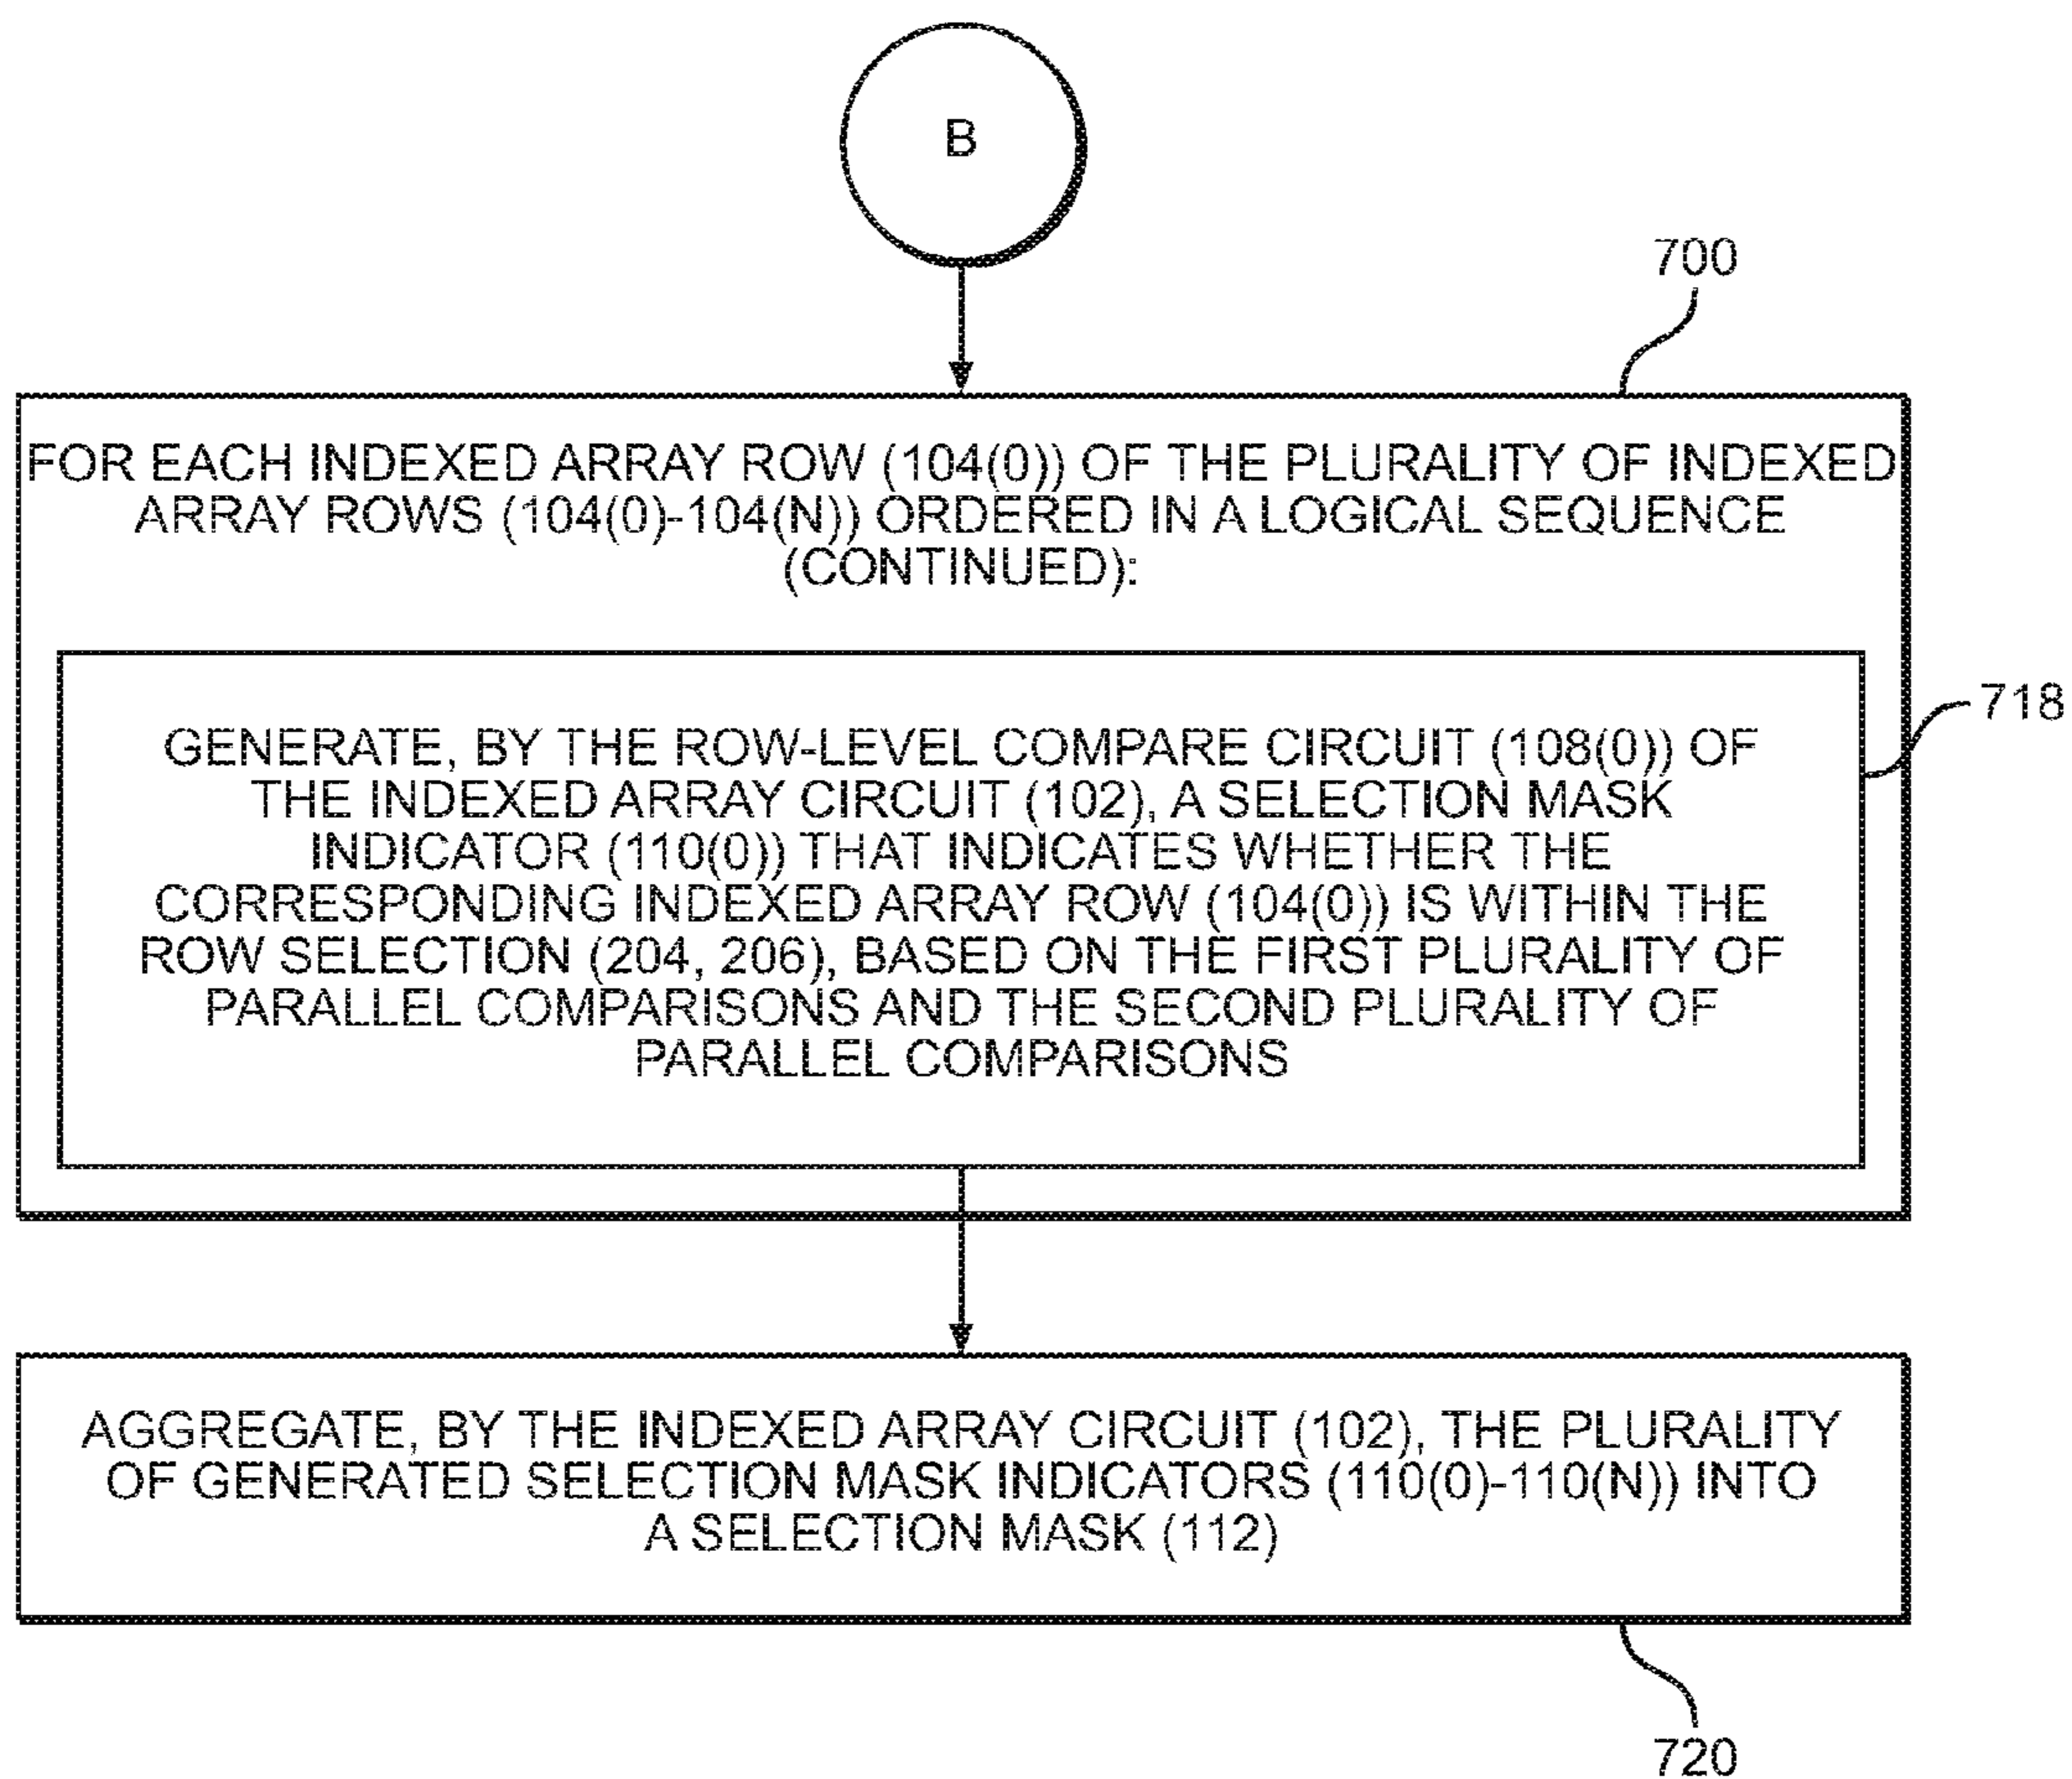 B
700
FOR EACH INDEXED ARRAY ROW (104(0)) OF THE PLURALITY OF INDEXED
ARRAY ROWS (104(0)-104(N)) ORDERED IN A LOGICAL SEQUENCE
(CONTINUED):
718
GENERATE, BY THE ROW-LEVEL COMPARE CIRCUIT (108(0)) OF
THE INDEXED ARRAY CIRCUIT (102), A SELECTION MASK
INDICATOR (110(0)) THAT INDICATES WHETHER THE
CORRESPONDING INDEXED ARRAY ROW (104(0)) IS WITHIN THE
ROW SELECTION (204, 206), BASED ON THE FIRST PLURALITY OF
PARALLEL COMPARISONS AND THE SECOND PLURALITY OF
PARALLEL COMPARISONS
AGGREGATE, BY THE INDEXED ARRAY CIRCUIT (102), THE PLURALITY
OF GENERATED SELECTION MASK INDICATORS (110(0)-110(N)) INTO
A SELECTION MASK (112)
720